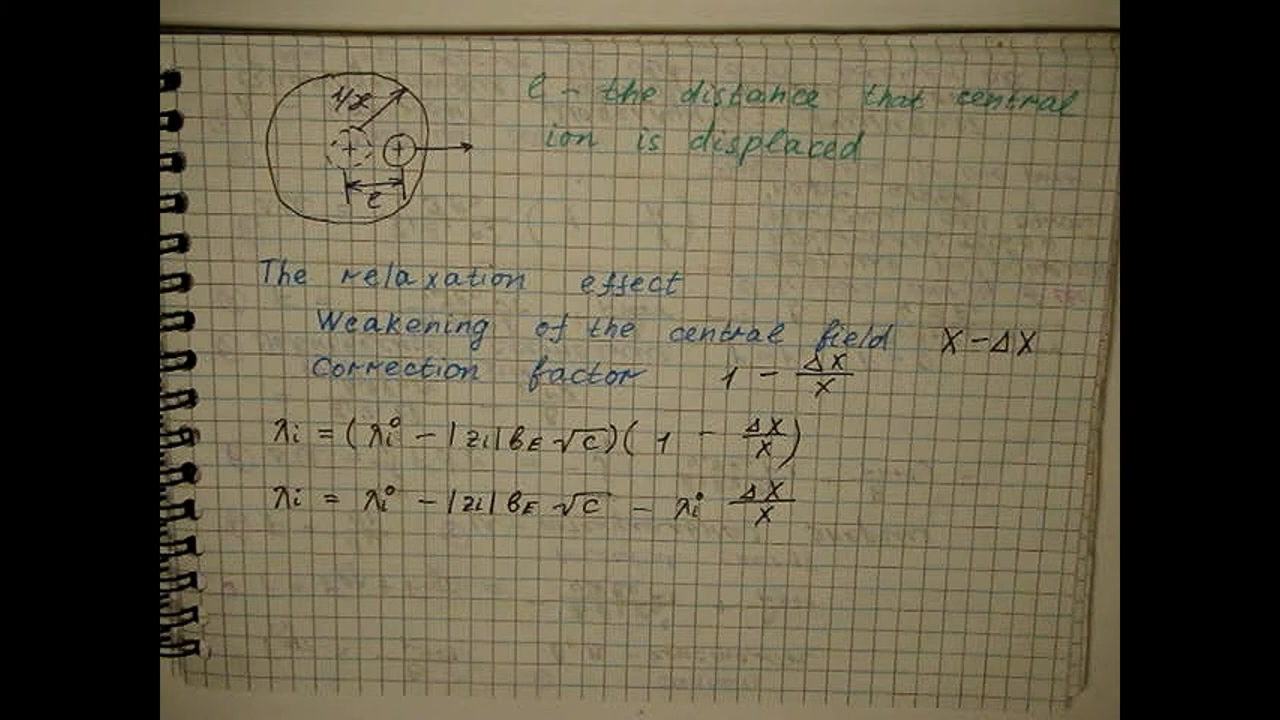 1/æ
ℓ - the distance that central
ion is displaced
+ +
ℓ
The relaxation effect
Weakening of the central field X - ΔX
Correction factor 1 - ΔX/X
λi = (λi° - |zi| BE √c)(1 - ΔX/X)
λi = λi° - |zi| BE √c - λi° ΔX/X